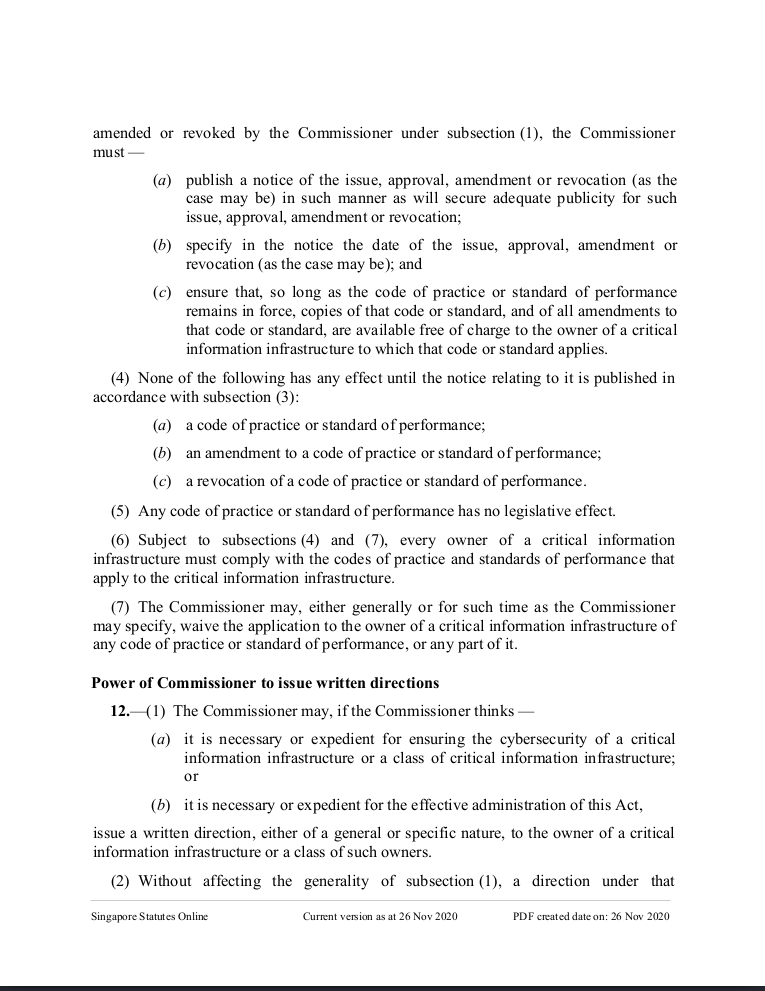 amended or revoked by the Commissioner under subsection (1), the Commissioner
must —
(a) publish a notice of the issue, approval, amendment or revocation (as the
case may be) in such manner as will secure adequate publicity for such
issue, approval, amendment or revocation;
(b) specify in the notice the date of the issue, approval, amendment or
revocation (as the case may be); and
(c) ensure that, so long as the code of practice or standard of performance
remains in force, copies of that code or standard, and of all amendments to
that code or standard, are available free of charge to the owner of a critical
information infrastructure to which that code or standard applies.
(4) None of the following has any effect until the notice relating to it is published in
accordance with subsection (3):
(a) a code of practice or standard of performance;
(b) an amendment to a code of practice or standard of performance;
(c) a revocation of a code of practice or standard of performance.
(5) Any code of practice or standard of performance has no legislative effect.
(6) Subject to subsections (4) and (7), every owner of a critical information
infrastructure must comply with the codes of practice and standards of performance that
apply to the critical information infrastructure.
(7) The Commissioner may, either generally or for such time as the Commissioner
may specify, waive the application to the owner of a critical information infrastructure of
any code of practice or standard of performance, or any part of it.
Power of Commissioner to issue written directions
12.—(1) The Commissioner may, if the Commissioner thinks —
(a) it is necessary or expedient for ensuring the cybersecurity of a critical
information infrastructure or a class of critical information infrastructure;
or
(b) it is necessary or expedient for the effective administration of this Act,
issue a written direction, either of a general or specific nature, to the owner of a critical
information infrastructure or a class of such owners.
(2) Without affecting the generality of subsection (1), a direction under that
Singapore Statutes Online Current version as at 26 Nov 2020 PDF created date on: 26 Nov 2020